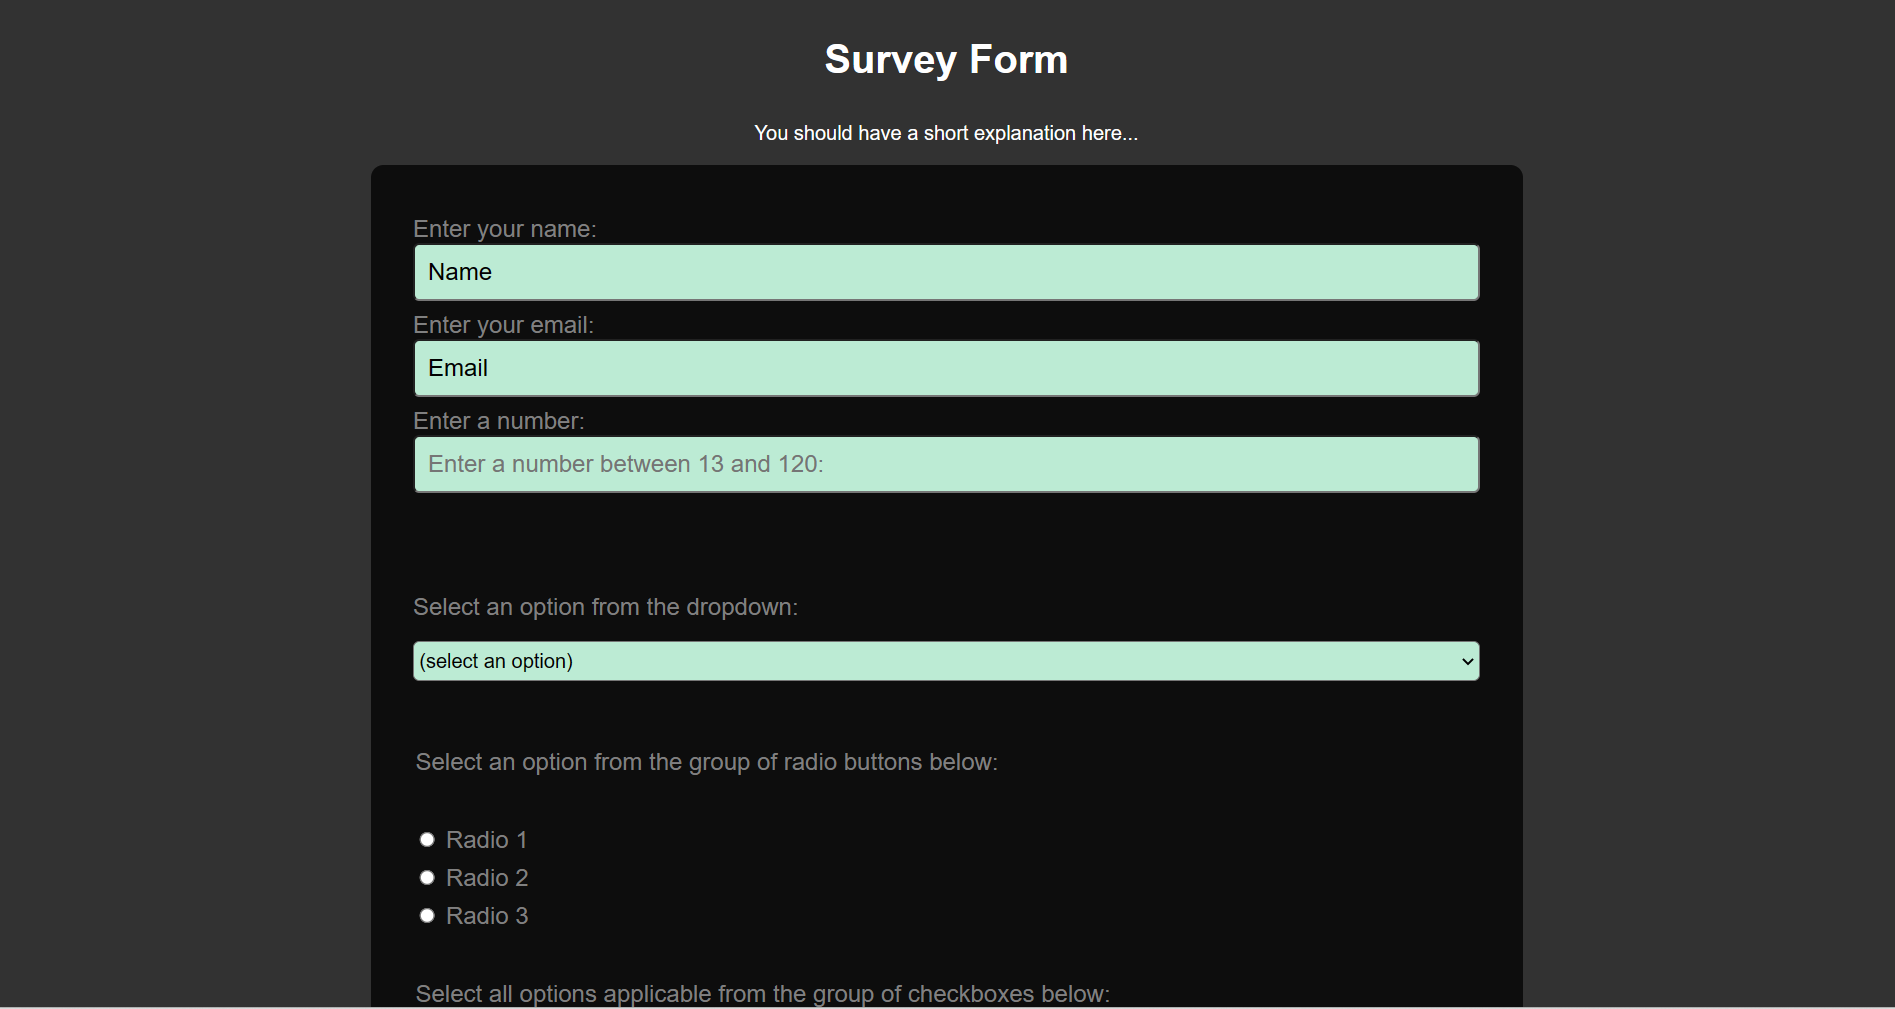 Survey Form
You should have a short explanation here...
Enter your name:
Name
Enter your email:
Email
Enter a number:
Enter a number between 13 and 120:
Select an option from the dropdown:
(select an option)
Select an option from the group of radio buttons below:
Radio 1
Radio 2
Radio 3
Select all options applicable from the group of checkboxes below: